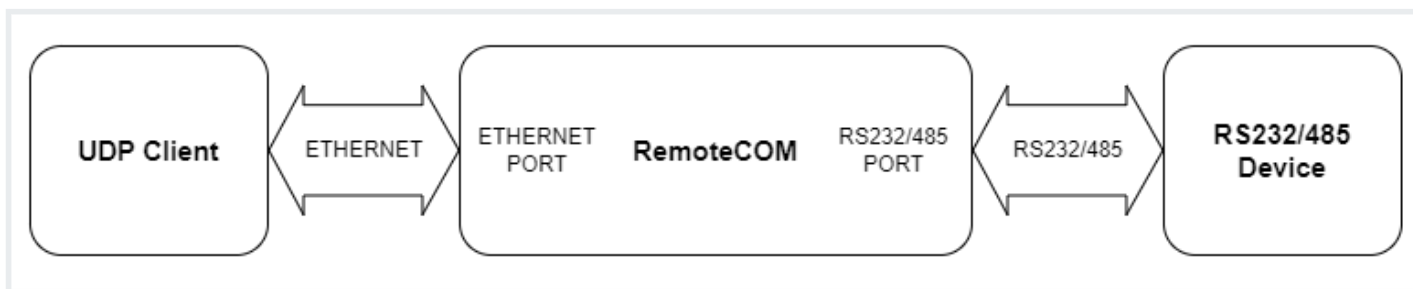 UDP Client
ETHERNET
ETHERNET
PORT
RemoteCOM
RS232/485
PORT
RS232/485
RS232/485
Device